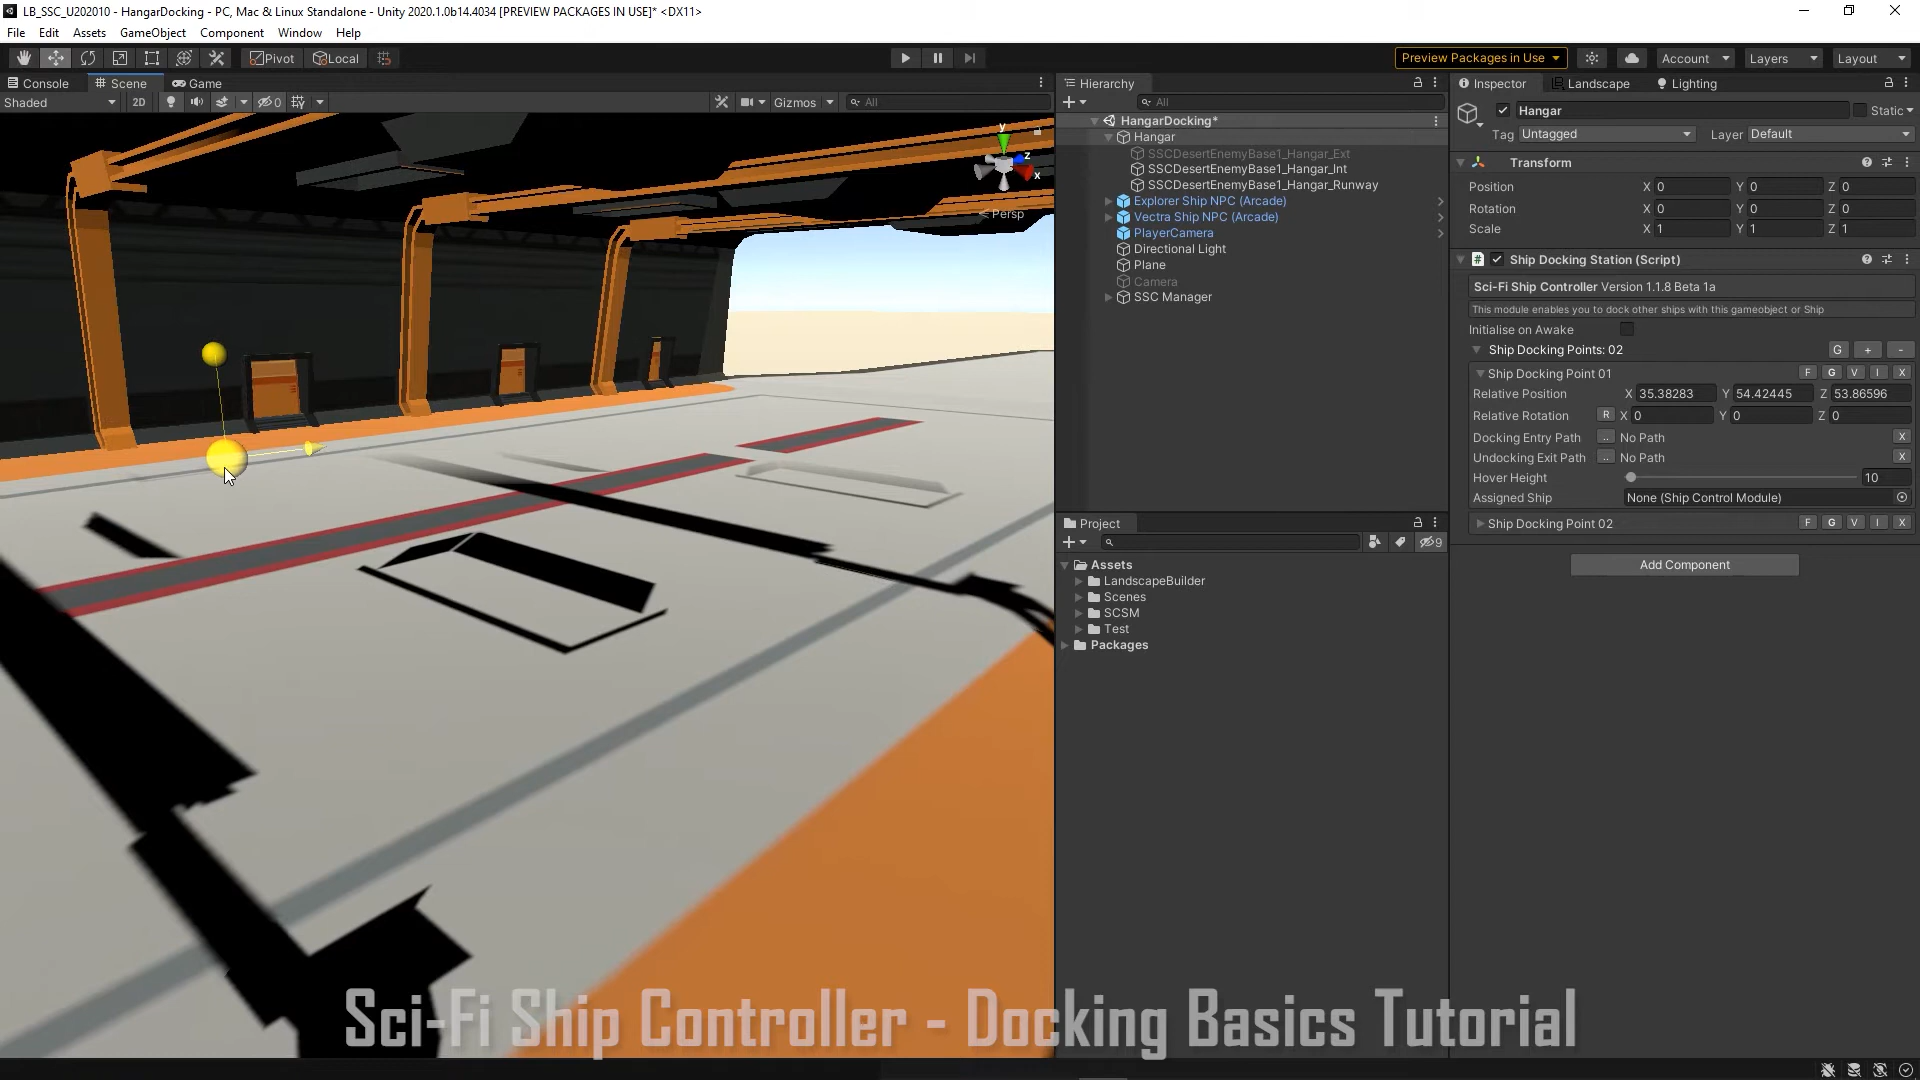 LB_SSC_U202010 - HangarDocking - PC, Mac & Linux Standalone - Unity 2020.1.0b14.4034 [PREVIEW PACKAGES IN USE]* <DX11>
File Edit Assets GameObject Component Window Help
Pivot Local Preview Packages in Use Account Layers Layout
Console Scene Game
Shaded 2D 0 Gizmos All
y
z
x
Persp
Hierarchy
All
HangarDocking*
Hangar
SSCDesertEnemyBase1_Hangar_Ext
SSCDesertEnemyBase1_Hangar_Int
SSCDesertEnemyBase1_Hangar_Runway
Explorer Ship NPC (Arcade)
Vectra Ship NPC (Arcade)
PlayerCamera
Directional Light
Plane
Camera
SSC Manager
Project
9
Assets
LandscapeBuilder
Scenes
SCSM
Test
Packages
Inspector Landscape Lighting
Hangar Static
Tag Untagged Layer Default
Transform
Position X 0 Y 0 Z 0
Rotation X 0 Y 0 Z 0
Scale X 1 Y 1 Z 1
# Ship Docking Station (Script)
Sci-Fi Ship Controller Version 1.1.8 Beta 1a
This module enables you to dock other ships with this gameobject or Ship
Initialise on Awake
Ship Docking Points: 02 G + -
Ship Docking Point 01 F G V I X
Relative Position X 35.38283 Y 54.42445 Z 53.86596
Relative Rotation R X 0 Y 0 Z 0
Docking Entry Path .. No Path X
Undocking Exit Path .. No Path X
Hover Height 10
Assigned Ship None (Ship Control Module)
Ship Docking Point 02 F G V I X
Add Component
Sci-Fi Ship Controller - Docking Basics Tutorial